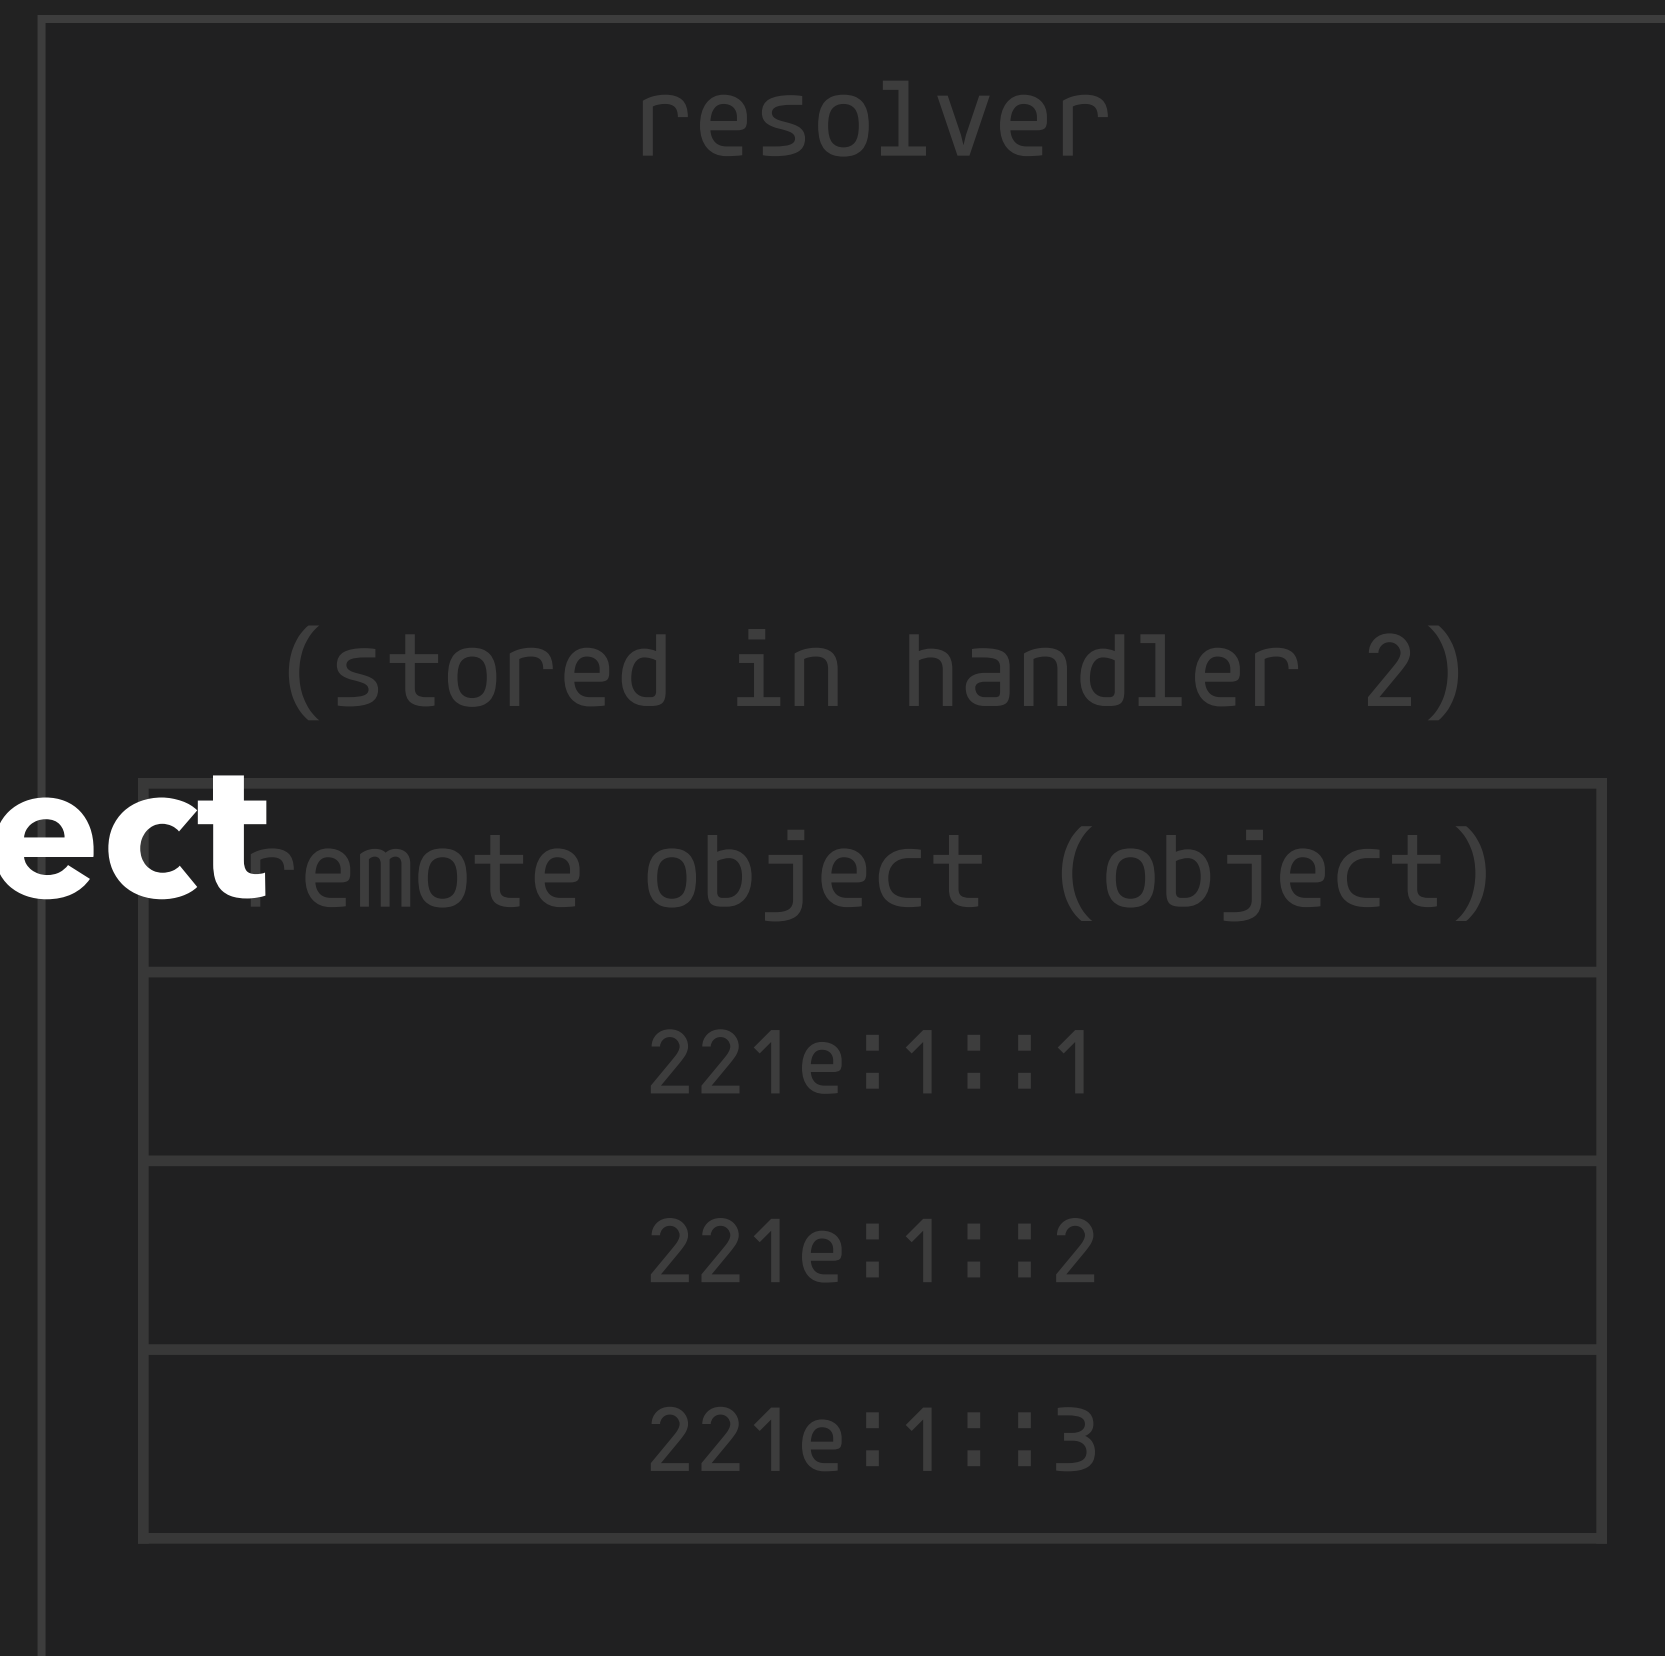 resolver
(stored in handler 2)
ect
remote object (object)
221e:1::1
221e:1::2
221e:1::3